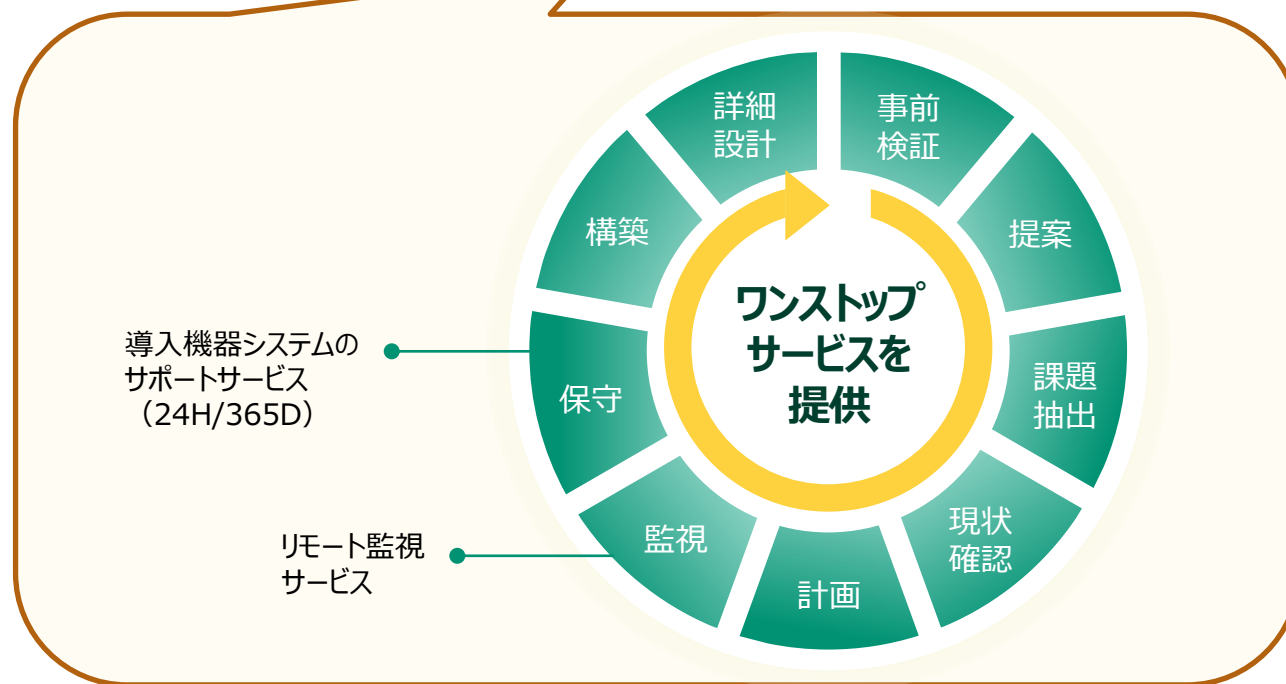 詳細
設計
事前
検証
構築
提案
ワンストップ
サービスを
提供
導入機器システムの
サポートサービス
（24H/365D）
保守
課題
抽出
リモート監視
サービス
監視
現状
確認
計画